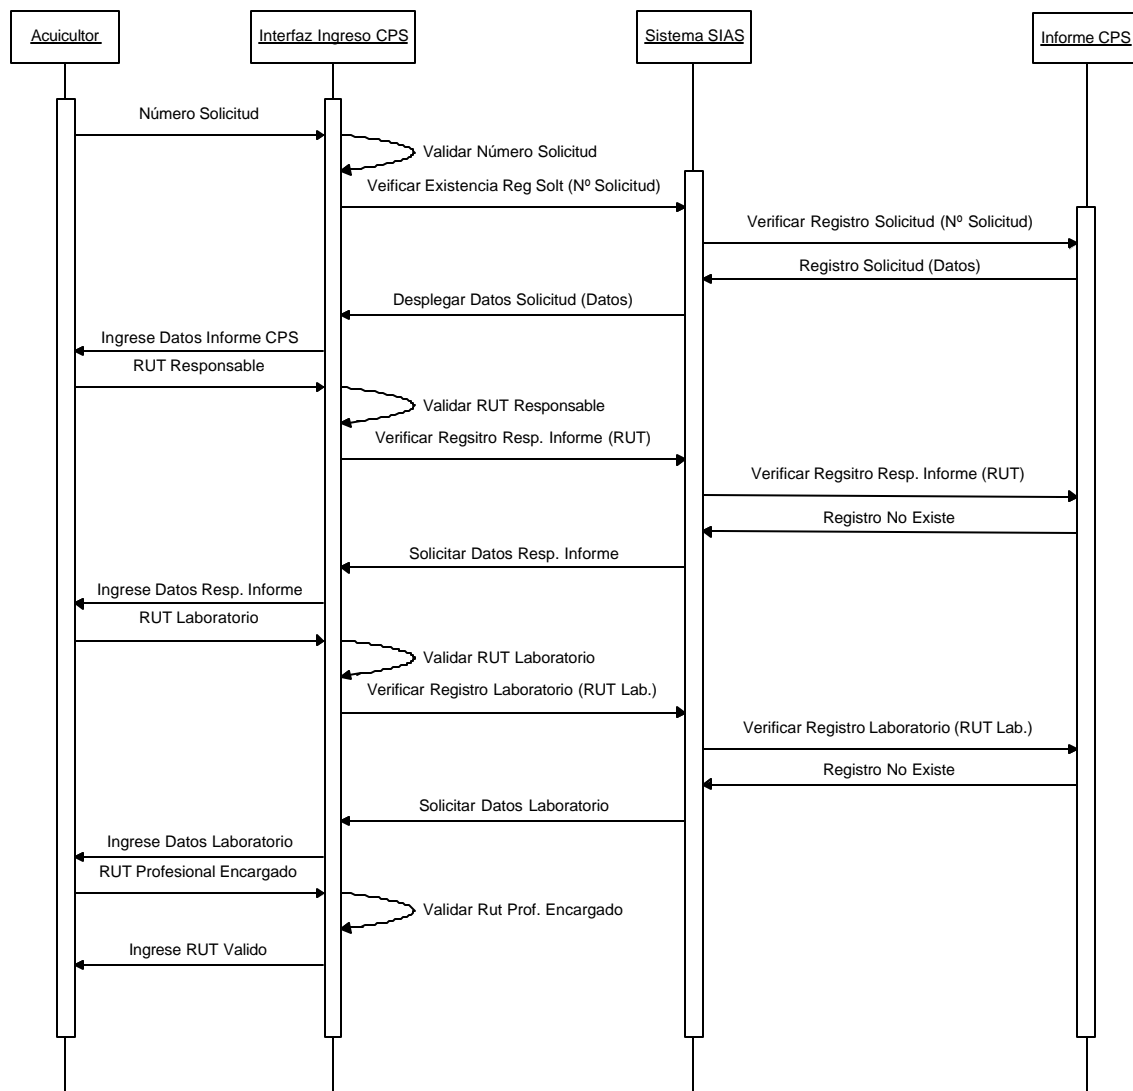 Acuicultor
Interfaz Ingreso CPS
Sistema SIAS
Informe CPS
Número Solicitud
Validar Número Solicitud
Veificar Existencia Reg Solt (Nº Solicitud)
Verificar Registro Solicitud (Nº Solicitud)
Registro Solicitud (Datos)
Desplegar Datos Solicitud (Datos)
Ingrese Datos Informe CPS
RUT Responsable
Validar RUT Responsable
Verificar Regsitro Resp. Informe (RUT)
Verificar Regsitro Resp. Informe (RUT)
Registro No Existe
Solicitar Datos Resp. Informe
Ingrese Datos Resp. Informe
RUT Laboratorio
Validar RUT Laboratorio
Verificar Registro Laboratorio (RUT Lab.)
Verificar Registro Laboratorio (RUT Lab.)
Registro No Existe
Solicitar Datos Laboratorio
Ingrese Datos Laboratorio
RUT Profesional Encargado
Validar Rut Prof. Encargado
Ingrese RUT Valido